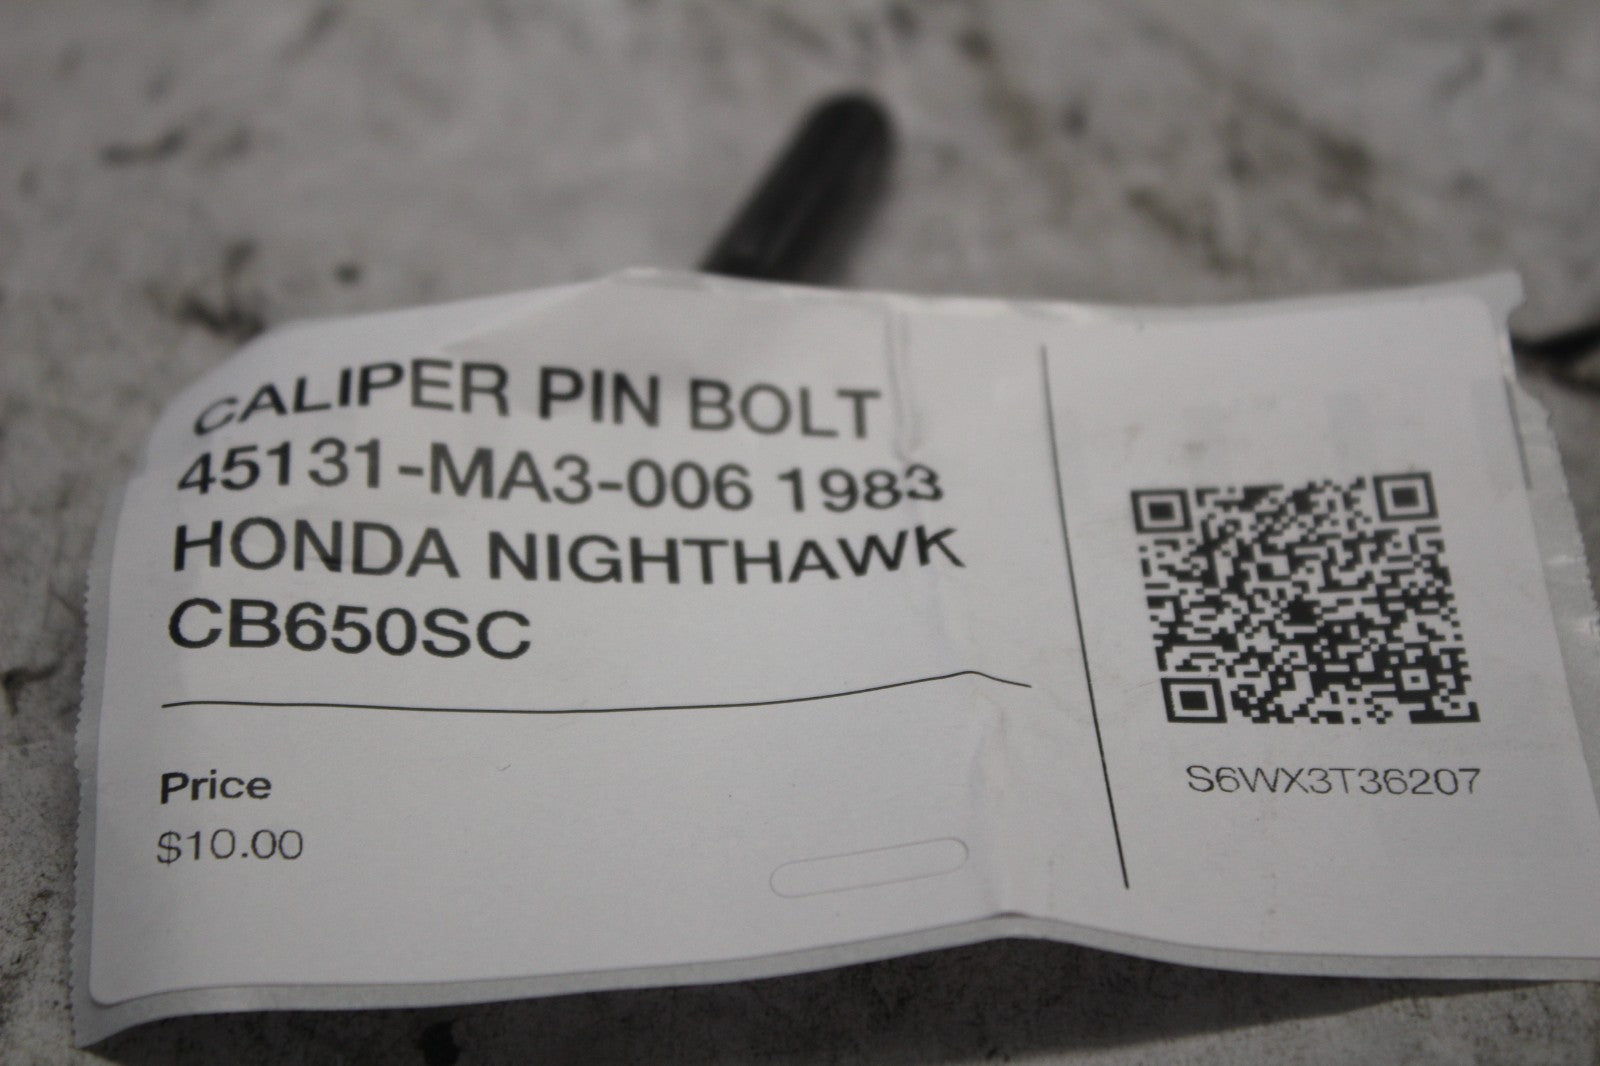 CALIPER PIN BOLT
45131-MA3-006 1983
HONDA NIGHTHAWK
CB650SC
Price
$10.00
S6WX3T36207